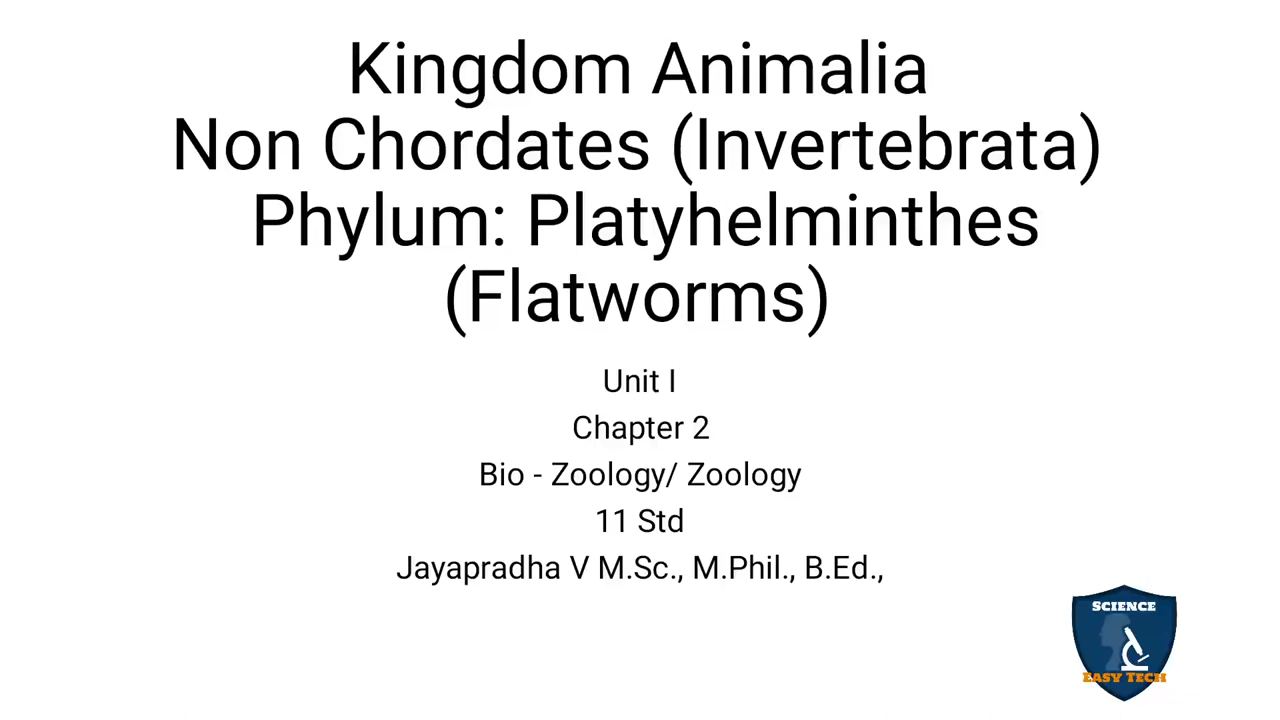 Kingdom Animalia
Non Chordates (Invertebrata)
Phylum: Platyhelminthes
(Flatworms)
Unit I
Chapter 2
Bio - Zoology/ Zoology
11 Std
Jayapradha V M.Sc., M.Phil., B.Ed.,
SCIENCE
EASY TECH